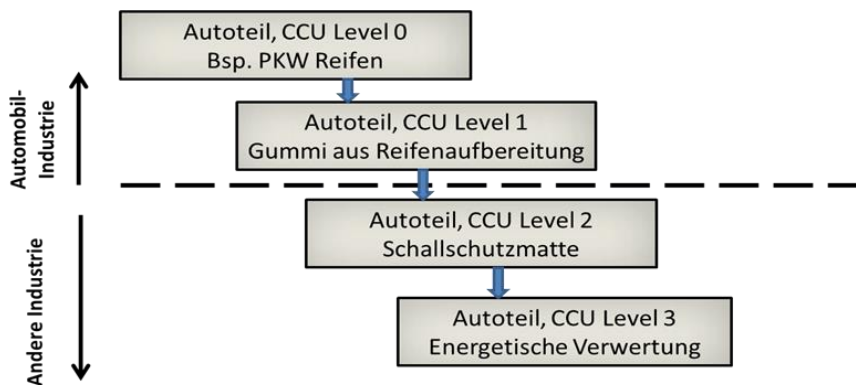 Autoteil, CCU Level 0
Bsp. PKW Reifen
Automobil-
Industrie
Autoteil, CCU Level 1
Gummi aus Reifenaufbereitung
Autoteil, CCU Level 2
Schallschutzmatte
Andere Industrie
Autoteil, CCU Level 3
Energetische Verwertung